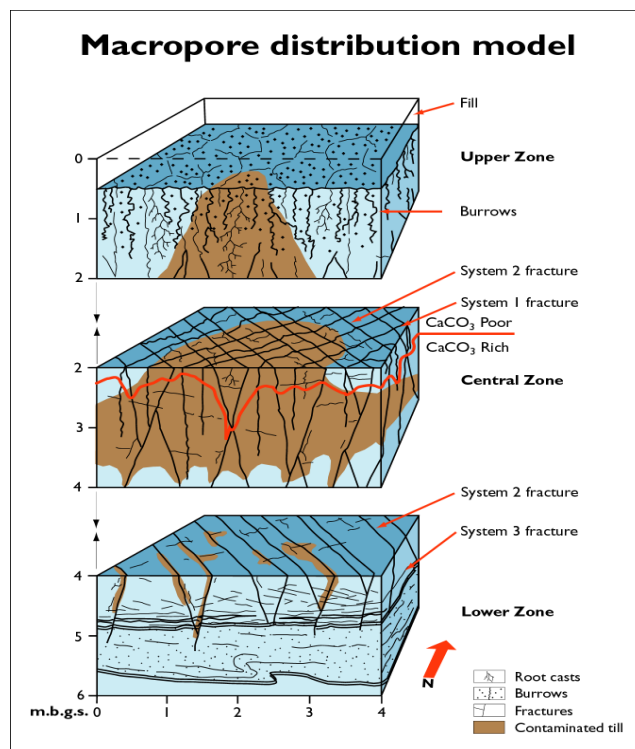 Macropore distribution model
Fill
0
Upper Zone
1
Burrows
2
System 2 fracture
System 1 fracture
CaCO₃ Poor
CaCO₃ Rich
2
Central Zone
3
4
System 2 fracture
System 3 fracture
4
Lower Zone
5
N
Root casts
Burrows
Fractures
Contaminated till
6
m.b.g.s. 0 1 2 3 4